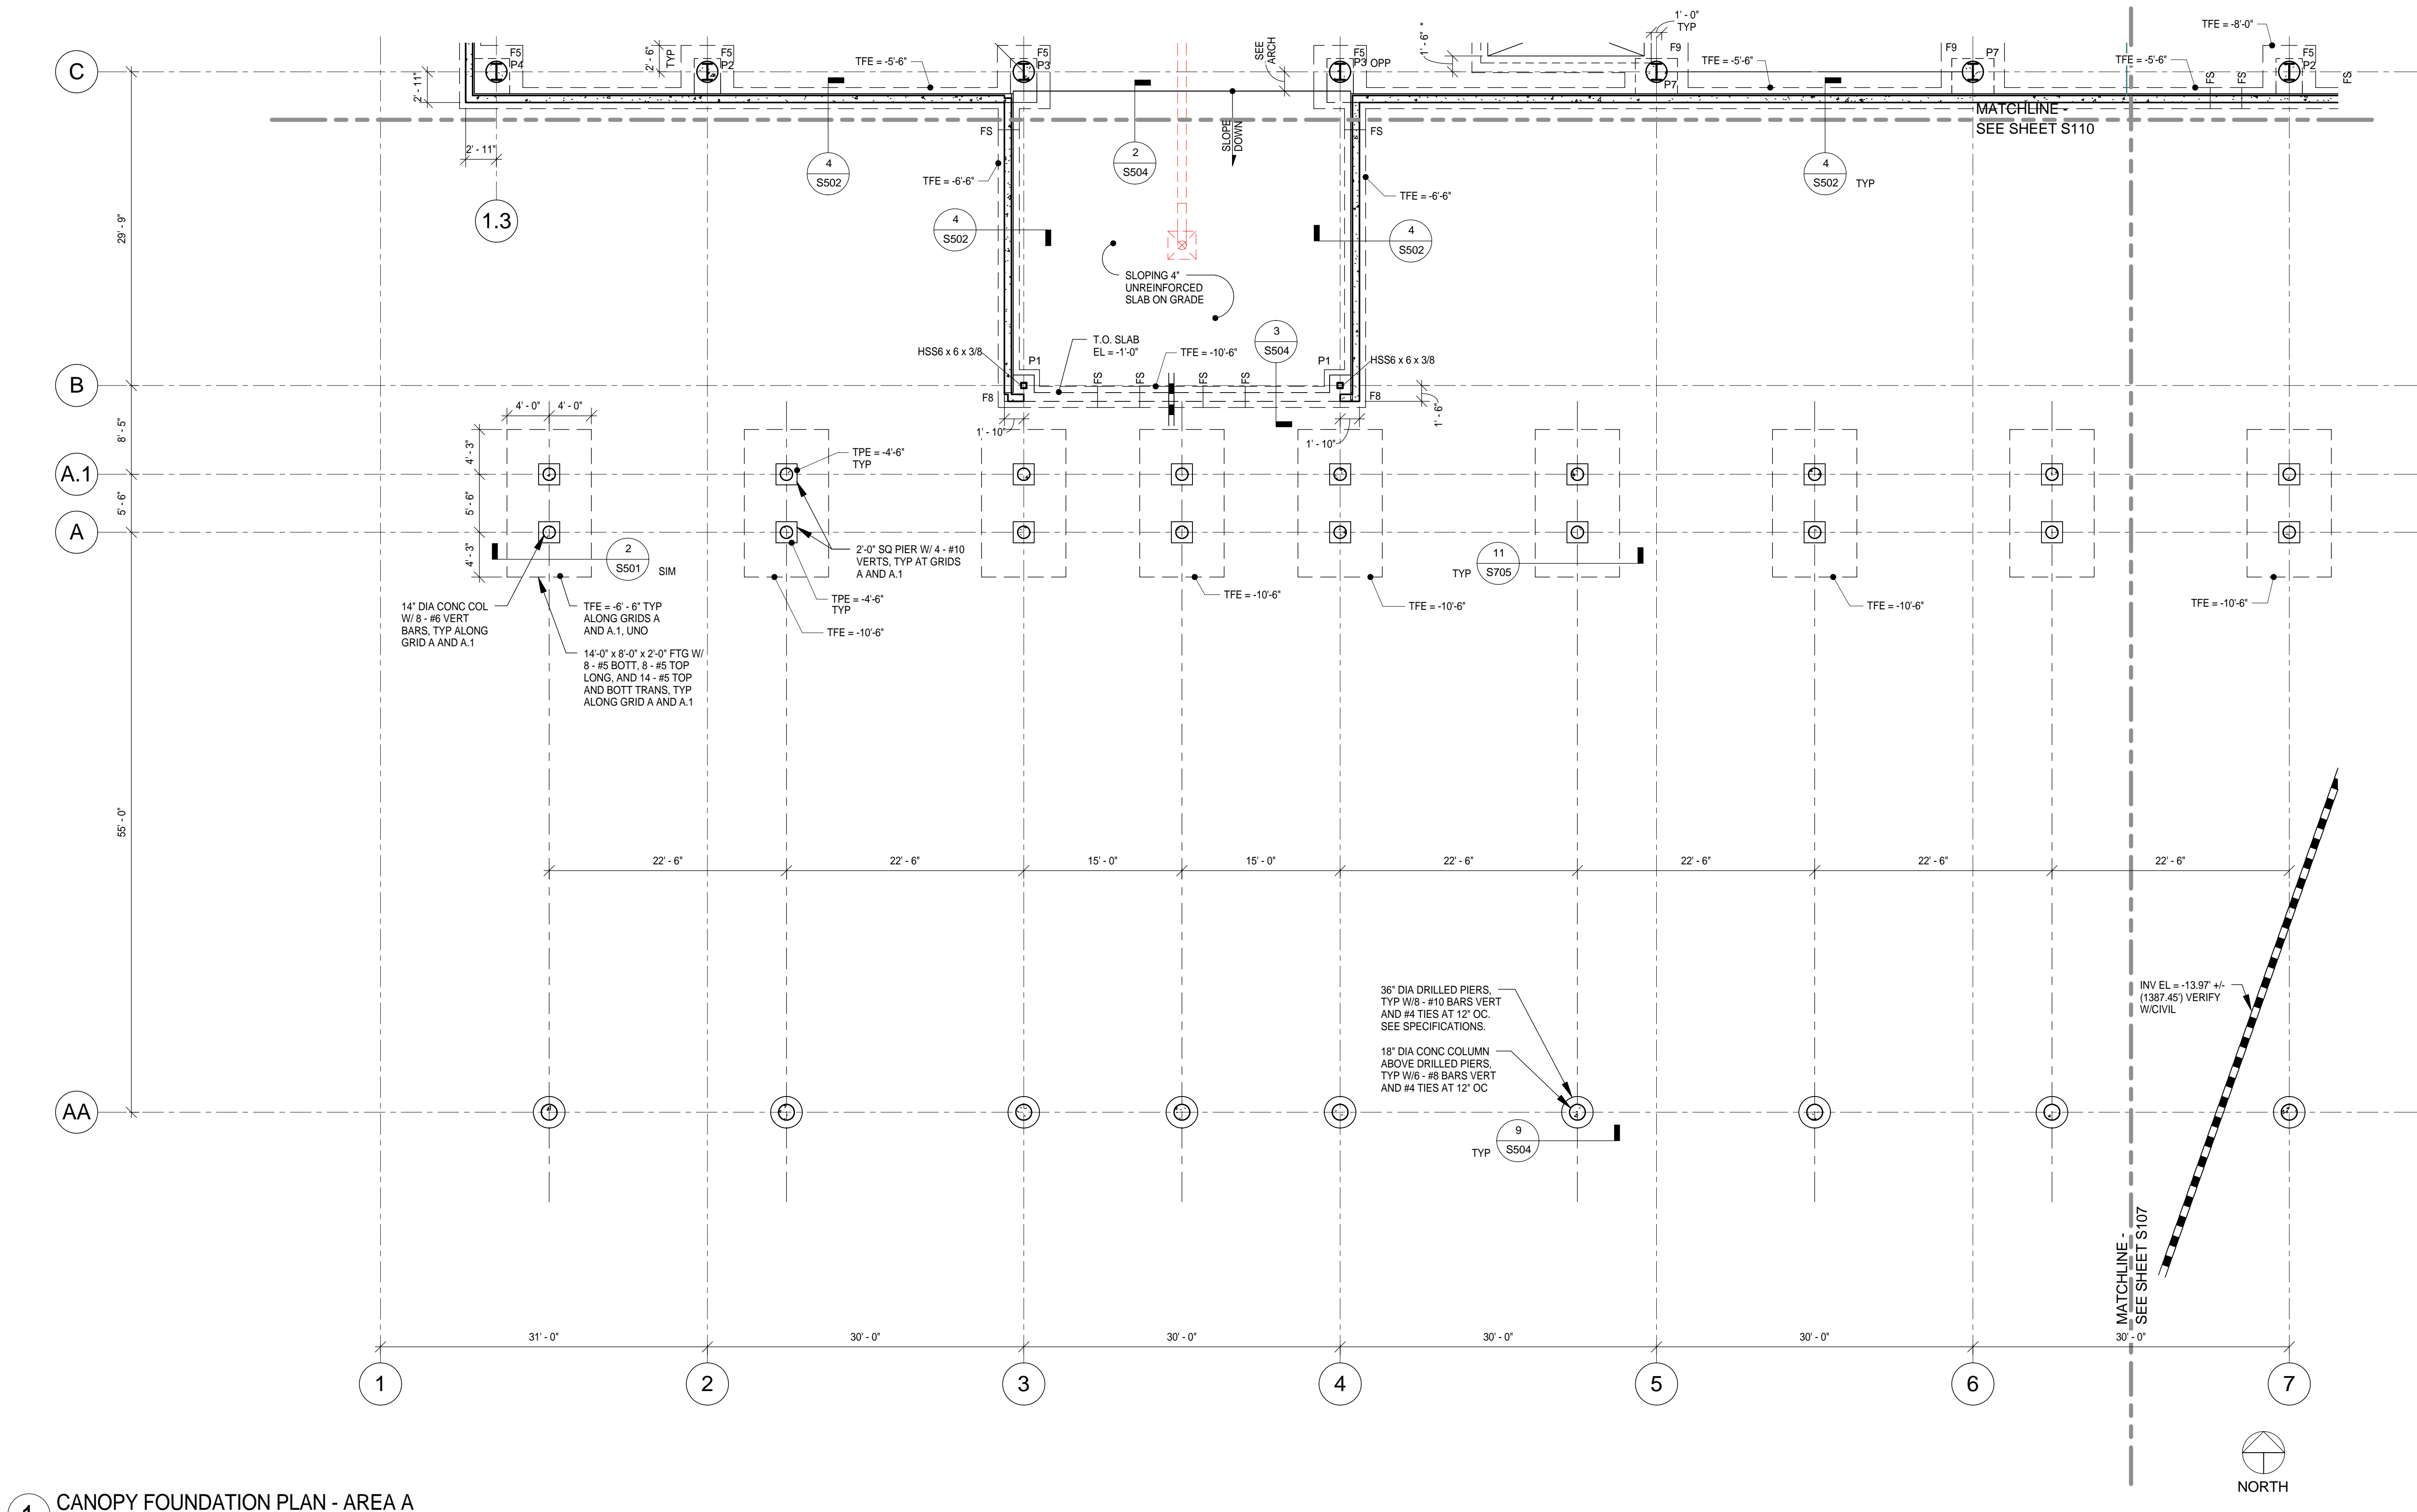 1' - 0"
TYP
TFE = -8'-0"
C
2' - 11"
F5
P4
2' - 6"
TYP
F5
P2
TFE = -5'-6"
F5
P3
SEE
ARCH
F5
P3 OPP
1' - 6"
F9
P7
TFE = -5'-6"
F9
P7
TFE = -5'-6"
FS
FS
F5
P2
FS
MATCHLINE -
SEE SHEET S110
2' - 11"
1.3
4
S502
FS
TFE = -6'-6"
2
S504
SLOPE
DOWN
FS
TFE = -6'-6"
4
S502
TYP
29' - 9"
4
S502
4
S502
SLOPING 4"
UNREINFORCED
SLAB ON GRADE
HSS6 x 6 x 3/8
P1
T.O. SLAB
EL = -1'-0"
TFE = -10'-6"
3
S504
P1
HSS6 x 6 x 3/8
B
FS
FS
FS
FS
F8
F8
1' - 6"
1' - 10"
1' - 10"
4' - 0"
4' - 0"
8' - 5"
4' - 3"
TPE = -4'-6"
TYP
A.1
5' - 6"
5' - 6"
A
4' - 3"
2
S501
SIM
2'-0" SQ PIER W/ 4 - #10
VERTS, TYP AT GRIDS
A AND A.1
TYP
11
S705
14" DIA CONC COL
W/ 8 - #6 VERT
BARS, TYP ALONG
GRID A AND A.1
TFE = -6' - 6" TYP
ALONG GRIDS A
AND A.1, UNO
TPE = -4'-6"
TYP
TFE = -10'-6"
TFE = -10'-6"
TFE = -10'-6"
TFE = -10'-6"
TFE = -10'-6"
14'-0" x 8'-0" x 2'-0" FTG W/
8 - #5 BOTT, 8 - #5 TOP
LONG, AND 14 - #5 TOP
AND BOTT TRANS, TYP
ALONG GRID A AND A.1
55' - 0"
22' - 6"
22' - 6"
15' - 0"
15' - 0"
22' - 6"
22' - 6"
22' - 6"
22' - 6"
36" DIA DRILLED PIERS,
TYP W/8 - #10 BARS VERT
AND #4 TIES AT 12" OC.
SEE SPECIFICATIONS.
18" DIA CONC COLUMN
ABOVE DRILLED PIERS,
TYP W/6 - #8 BARS VERT
AND #4 TIES AT 12" OC
INV EL = -13.97' +/-
(1387.45') VERIFY
W/CIVIL
AA
TYP
9
S504
MATCHLINE -
SEE SHEET S107
31' - 0"
30' - 0"
30' - 0"
30' - 0"
30' - 0"
30' - 0"
1
2
3
4
5
6
7
NORTH
1
CANOPY FOUNDATION PLAN - AREA A